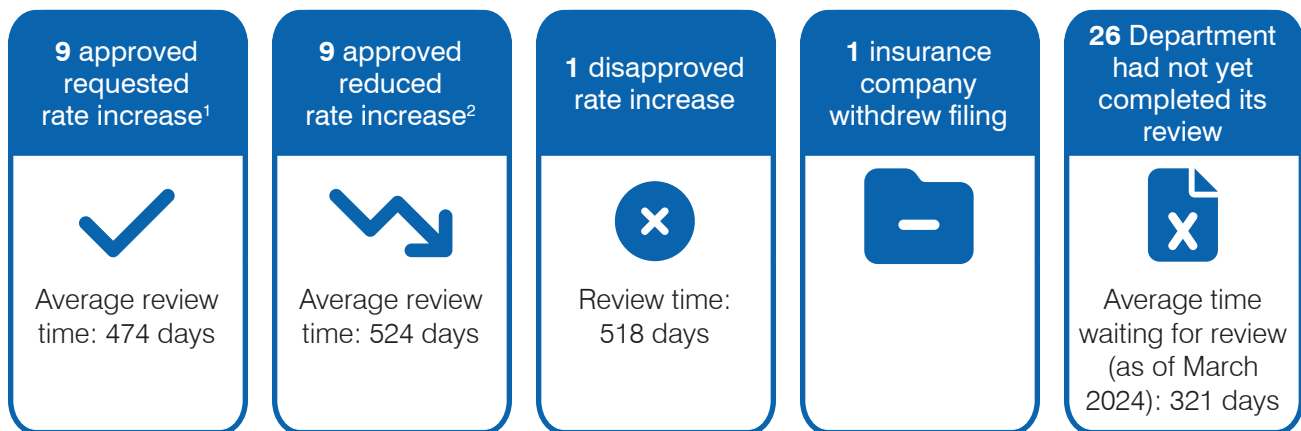 9 approved
requested
rate increase¹
Average review
time: 474 days
9 approved
reduced
rate increase²
Average review
time: 524 days
1 disapproved
rate increase
Review time:
518 days
1 insurance
company
withdrew filing
26 Department
had not yet
completed its
review
Average time
waiting for review
(as of March
2024): 321 days